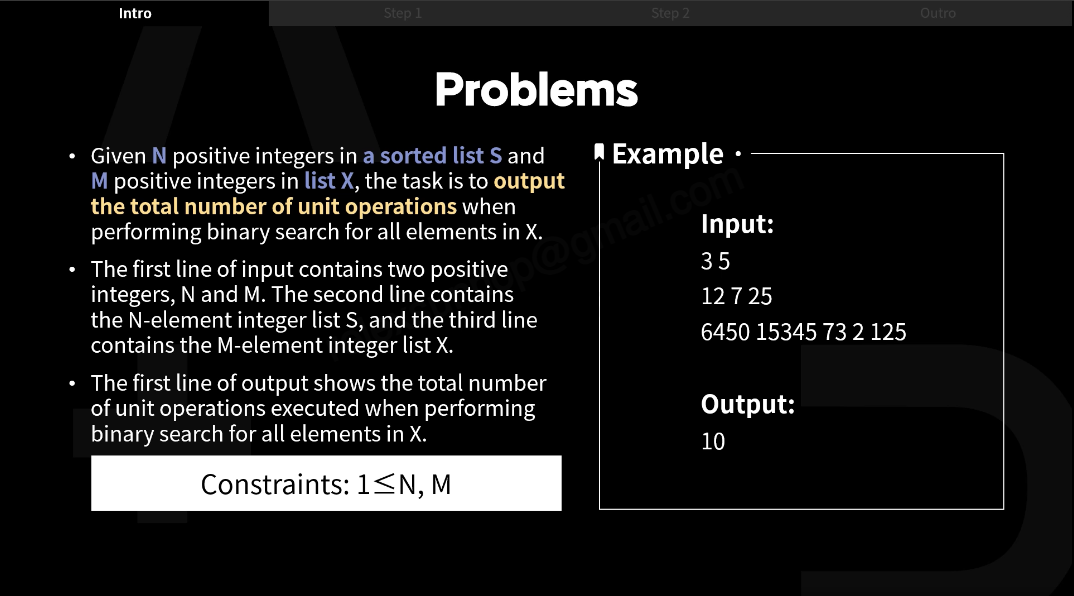 Intro
Step 1
Step 2
Outro
Problems
• Given N positive integers in a sorted list S and
M positive integers in list X, the task is to output
the total number of unit operations when
performing binary search for all elements in X.
• The first line of input contains two positive
integers, N and M. The second line contains
the N-element integer list S, and the third line
contains the M-element integer list X.
• The first line of output shows the total number
of unit operations executed when performing
binary search for all elements in X.
Constraints: 1≤N, M
Example
Input:
3 5
12 7 25
6450 15345 73 2 125
Output:
10